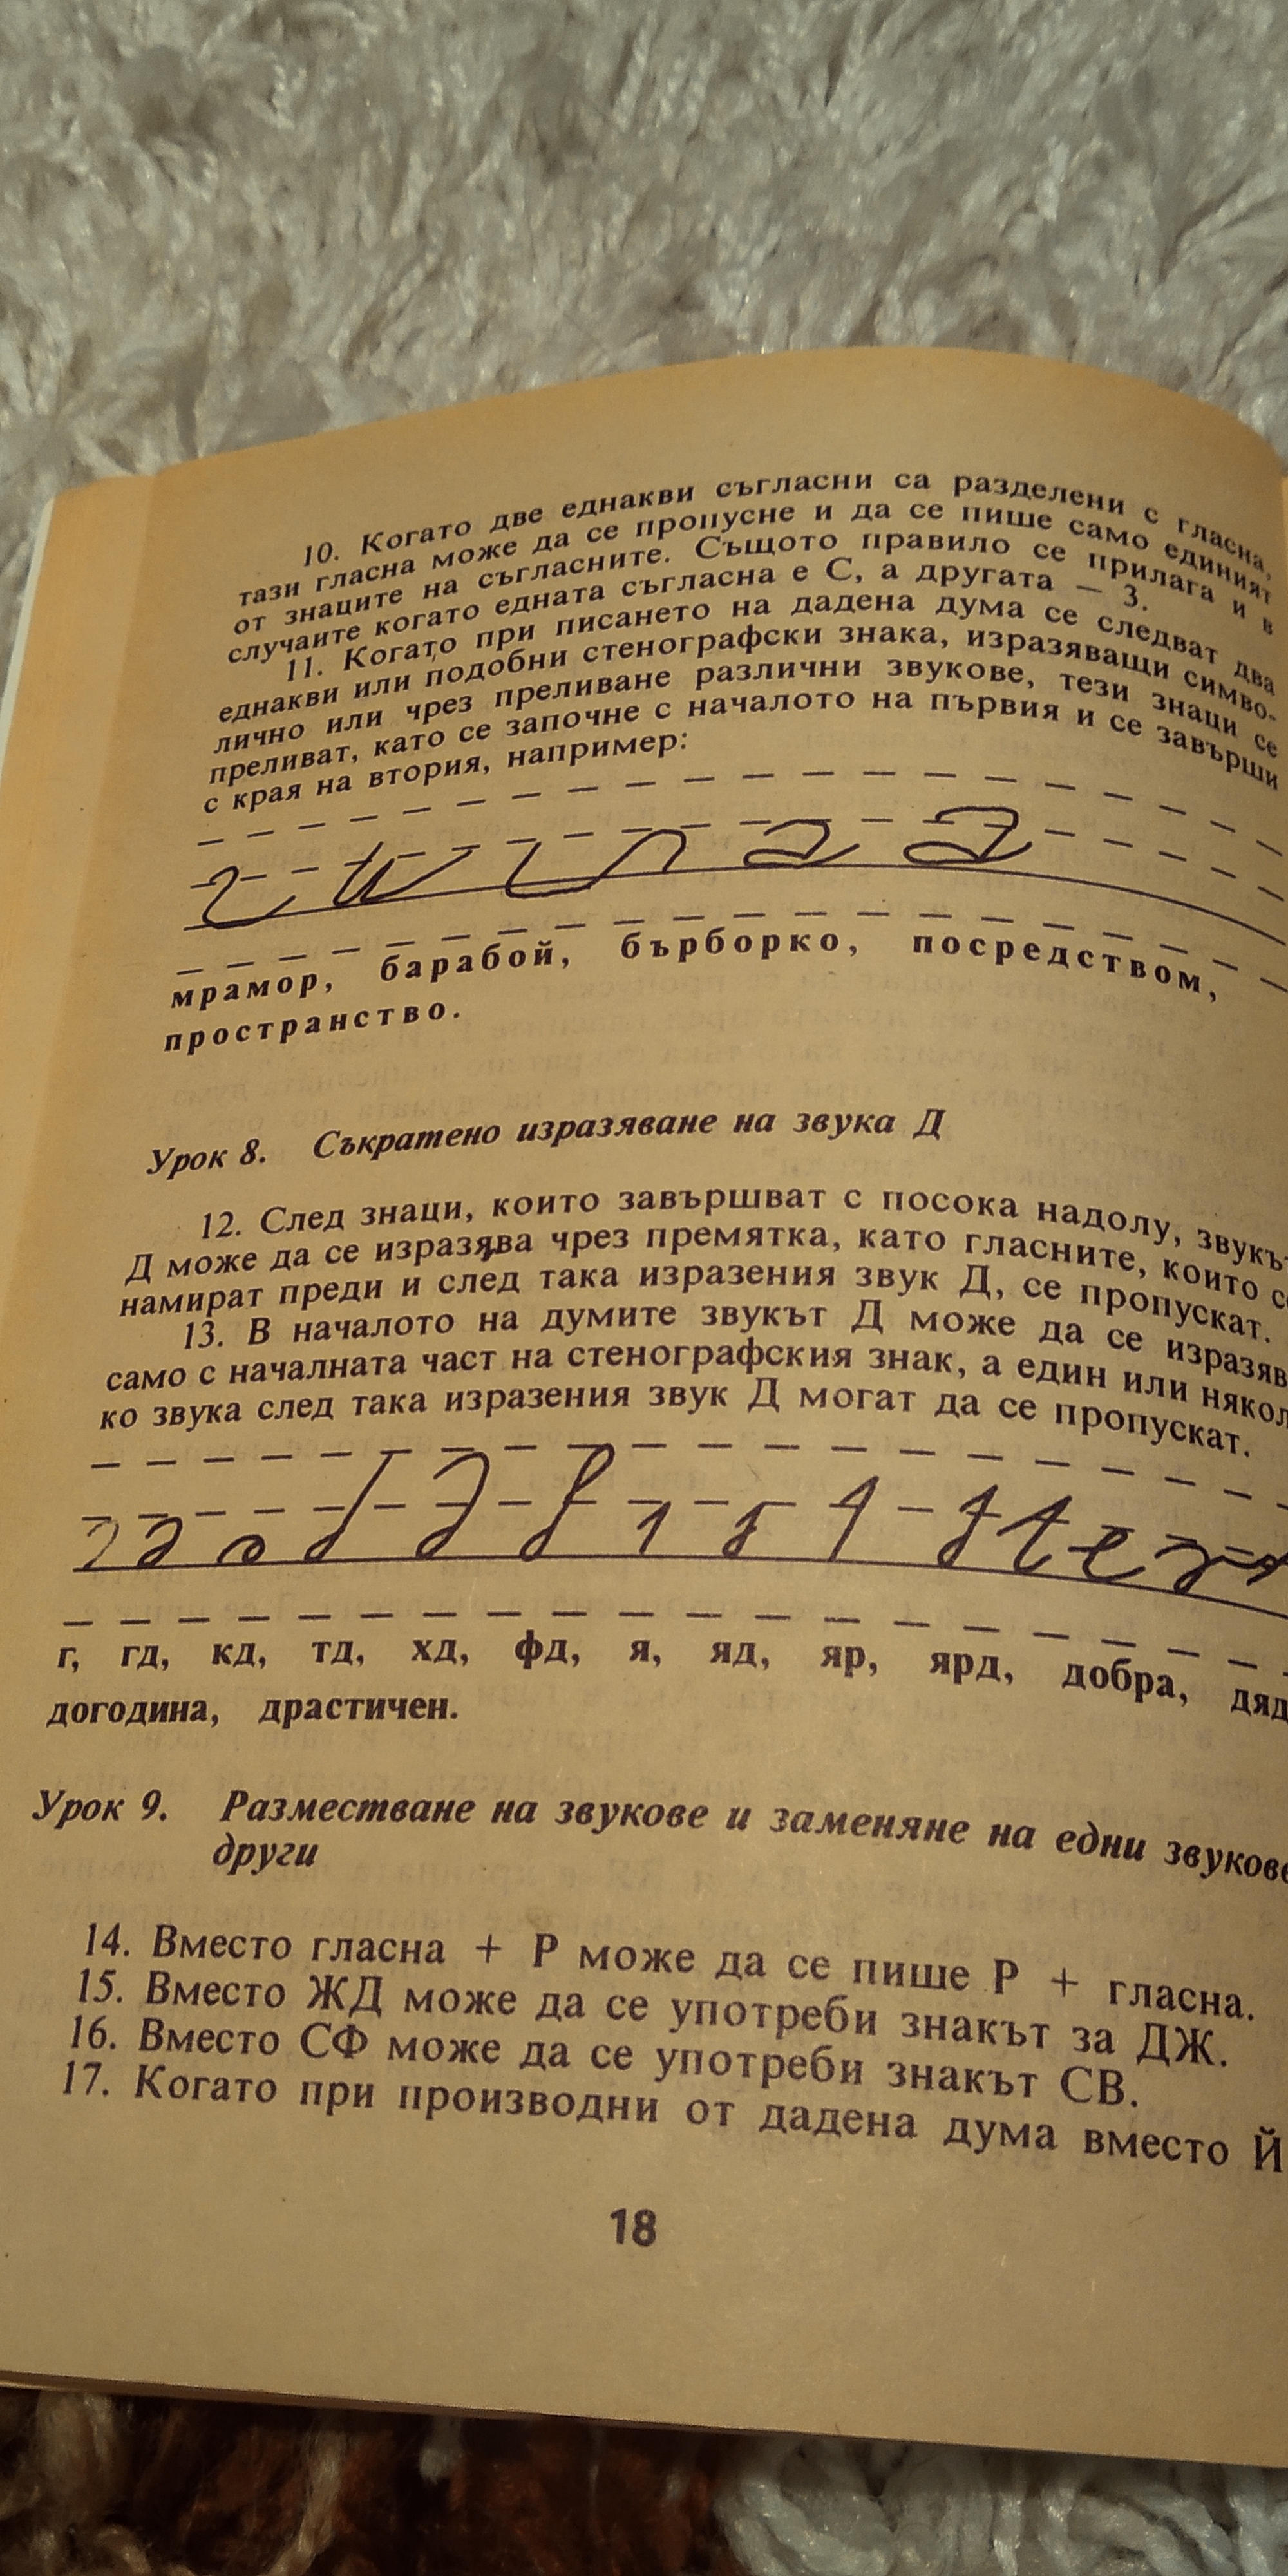 10. Когато две еднакви съгласни са разделени с гласна,
тази гласна може да се пропусне и да се пише само единият
от знаците на съгласните. Същото правило се прилага и в
случаите когато едната съгласна е С, а другата — З.
11. Когато при писането на дадена дума се следват два
еднакви или подобни стенографски знака, изразяващи симво-
лично или чрез преливане различни звукове, тези знаци се
преливат, като се започне с началото на първия и се завърши
с края на втория, например:
мрамор, барабой, бърборко, посредством,
пространство.
Урок 8. Съкратено изразяване на звука Д
12. След знаци, които завършват с посока надолу, звукът
Д може да се изразява чрез премятка, като гласните, които се
намират преди и след така изразения звук Д, се пропускат.
13. В началото на думите звукът Д може да се изразяв
само с началната част на стенографския знак, а един или някол
ко звука след така изразения звук Д могат да се пропускат.
г, гд, кд, тд, хд, фд, я, яд, яр, ярд, добра, дяд
догодина, драстичен.
Урок 9. Разместване на звукове и заменяне на едни звукове
други
14. Вместо гласна + Р може да се пише Р + гласна.
15. Вместо ЖД може да се употреби знакът за ДЖ.
16. Вместо СФ може да се употреби знакът СВ.
17. Когато при производни от дадена дума вместо Й
18